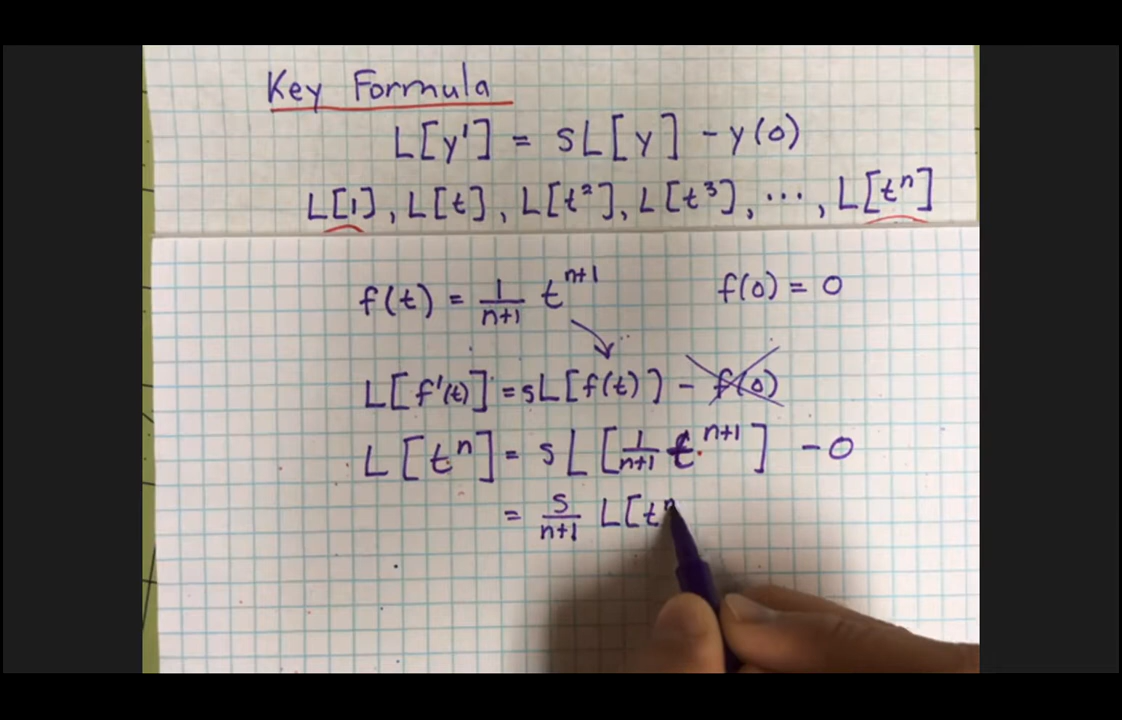 Key Formula
L[y'] = sL[y] - y(0)
L[1], L[t], L[t²], L[t³], ..., L[tⁿ]
f(t) = 1/(n+1) tⁿ⁺¹ f(0) = 0
L[f'(t)] = sL[f(t)] - f(0)
L[tⁿ] = sL[1/(n+1) tⁿ⁺¹] - 0
= s/(n+1) L[t